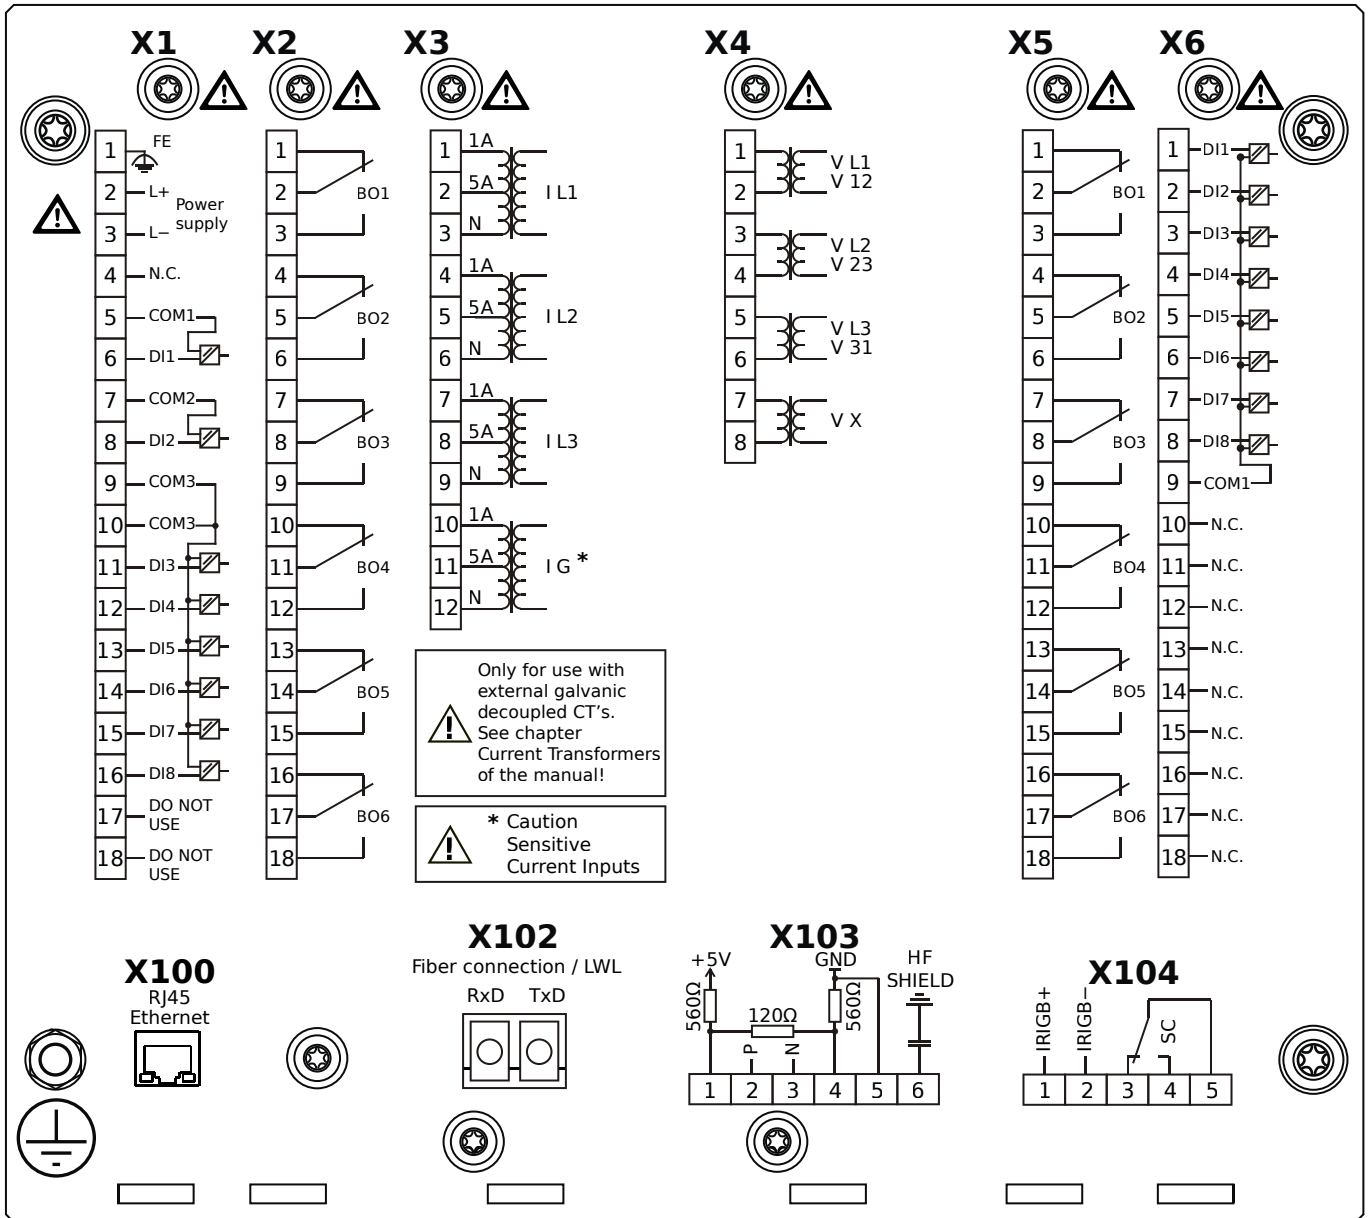 X1
X2
X3
X4
X5
X6
1 FE
2 L+
Power
supply
3 L−
4 N.C.
5 COM1
6 DI1
7 COM2
8 DI2
9 COM3
10 COM3
11 DI3
12 DI4
13 DI5
14 DI6
15 DI7
16 DI8
17 DO NOT
USE
18 DO NOT
USE
1
2 BO1
3
4
5 BO2
6
7
8 BO3
9
10
11 BO4
12
13
14 BO5
15
16
17 BO6
18
1 1A
2 5A I L1
3 N
4 1A
5 5A I L2
6 N
7 1A
8 5A I L3
9 N
10 1A
11 5A I G *
12 N
Only for use with
external galvanic
decoupled CT's.
See chapter
Current Transformers
of the manual!
* Caution
Sensitive
Current Inputs
1 V L1
2 V 12
3 V L2
4 V 23
5 V L3
6 V 31
7 V X
8
1
2 BO1
3
4
5 BO2
6
7
8 BO3
9
10
11 BO4
12
13
14 BO5
15
16
17 BO6
18
1 DI1
2 DI2
3 DI3
4 DI4
5 DI5
6 DI6
7 DI7
8 DI8
9 COM1
10 N.C.
11 N.C.
12 N.C.
13 N.C.
14 N.C.
15 N.C.
16 N.C.
17 N.C.
18 N.C.
X100
RJ45
Ethernet
X102
Fiber connection / LWL
RxD TxD
X103
+5V GND HF
SHIELD
560Ω 120Ω 560Ω
P N
1 2 3 4 5 6
X104
IRIGB+ IRIGB− SC
1 2 3 4 5